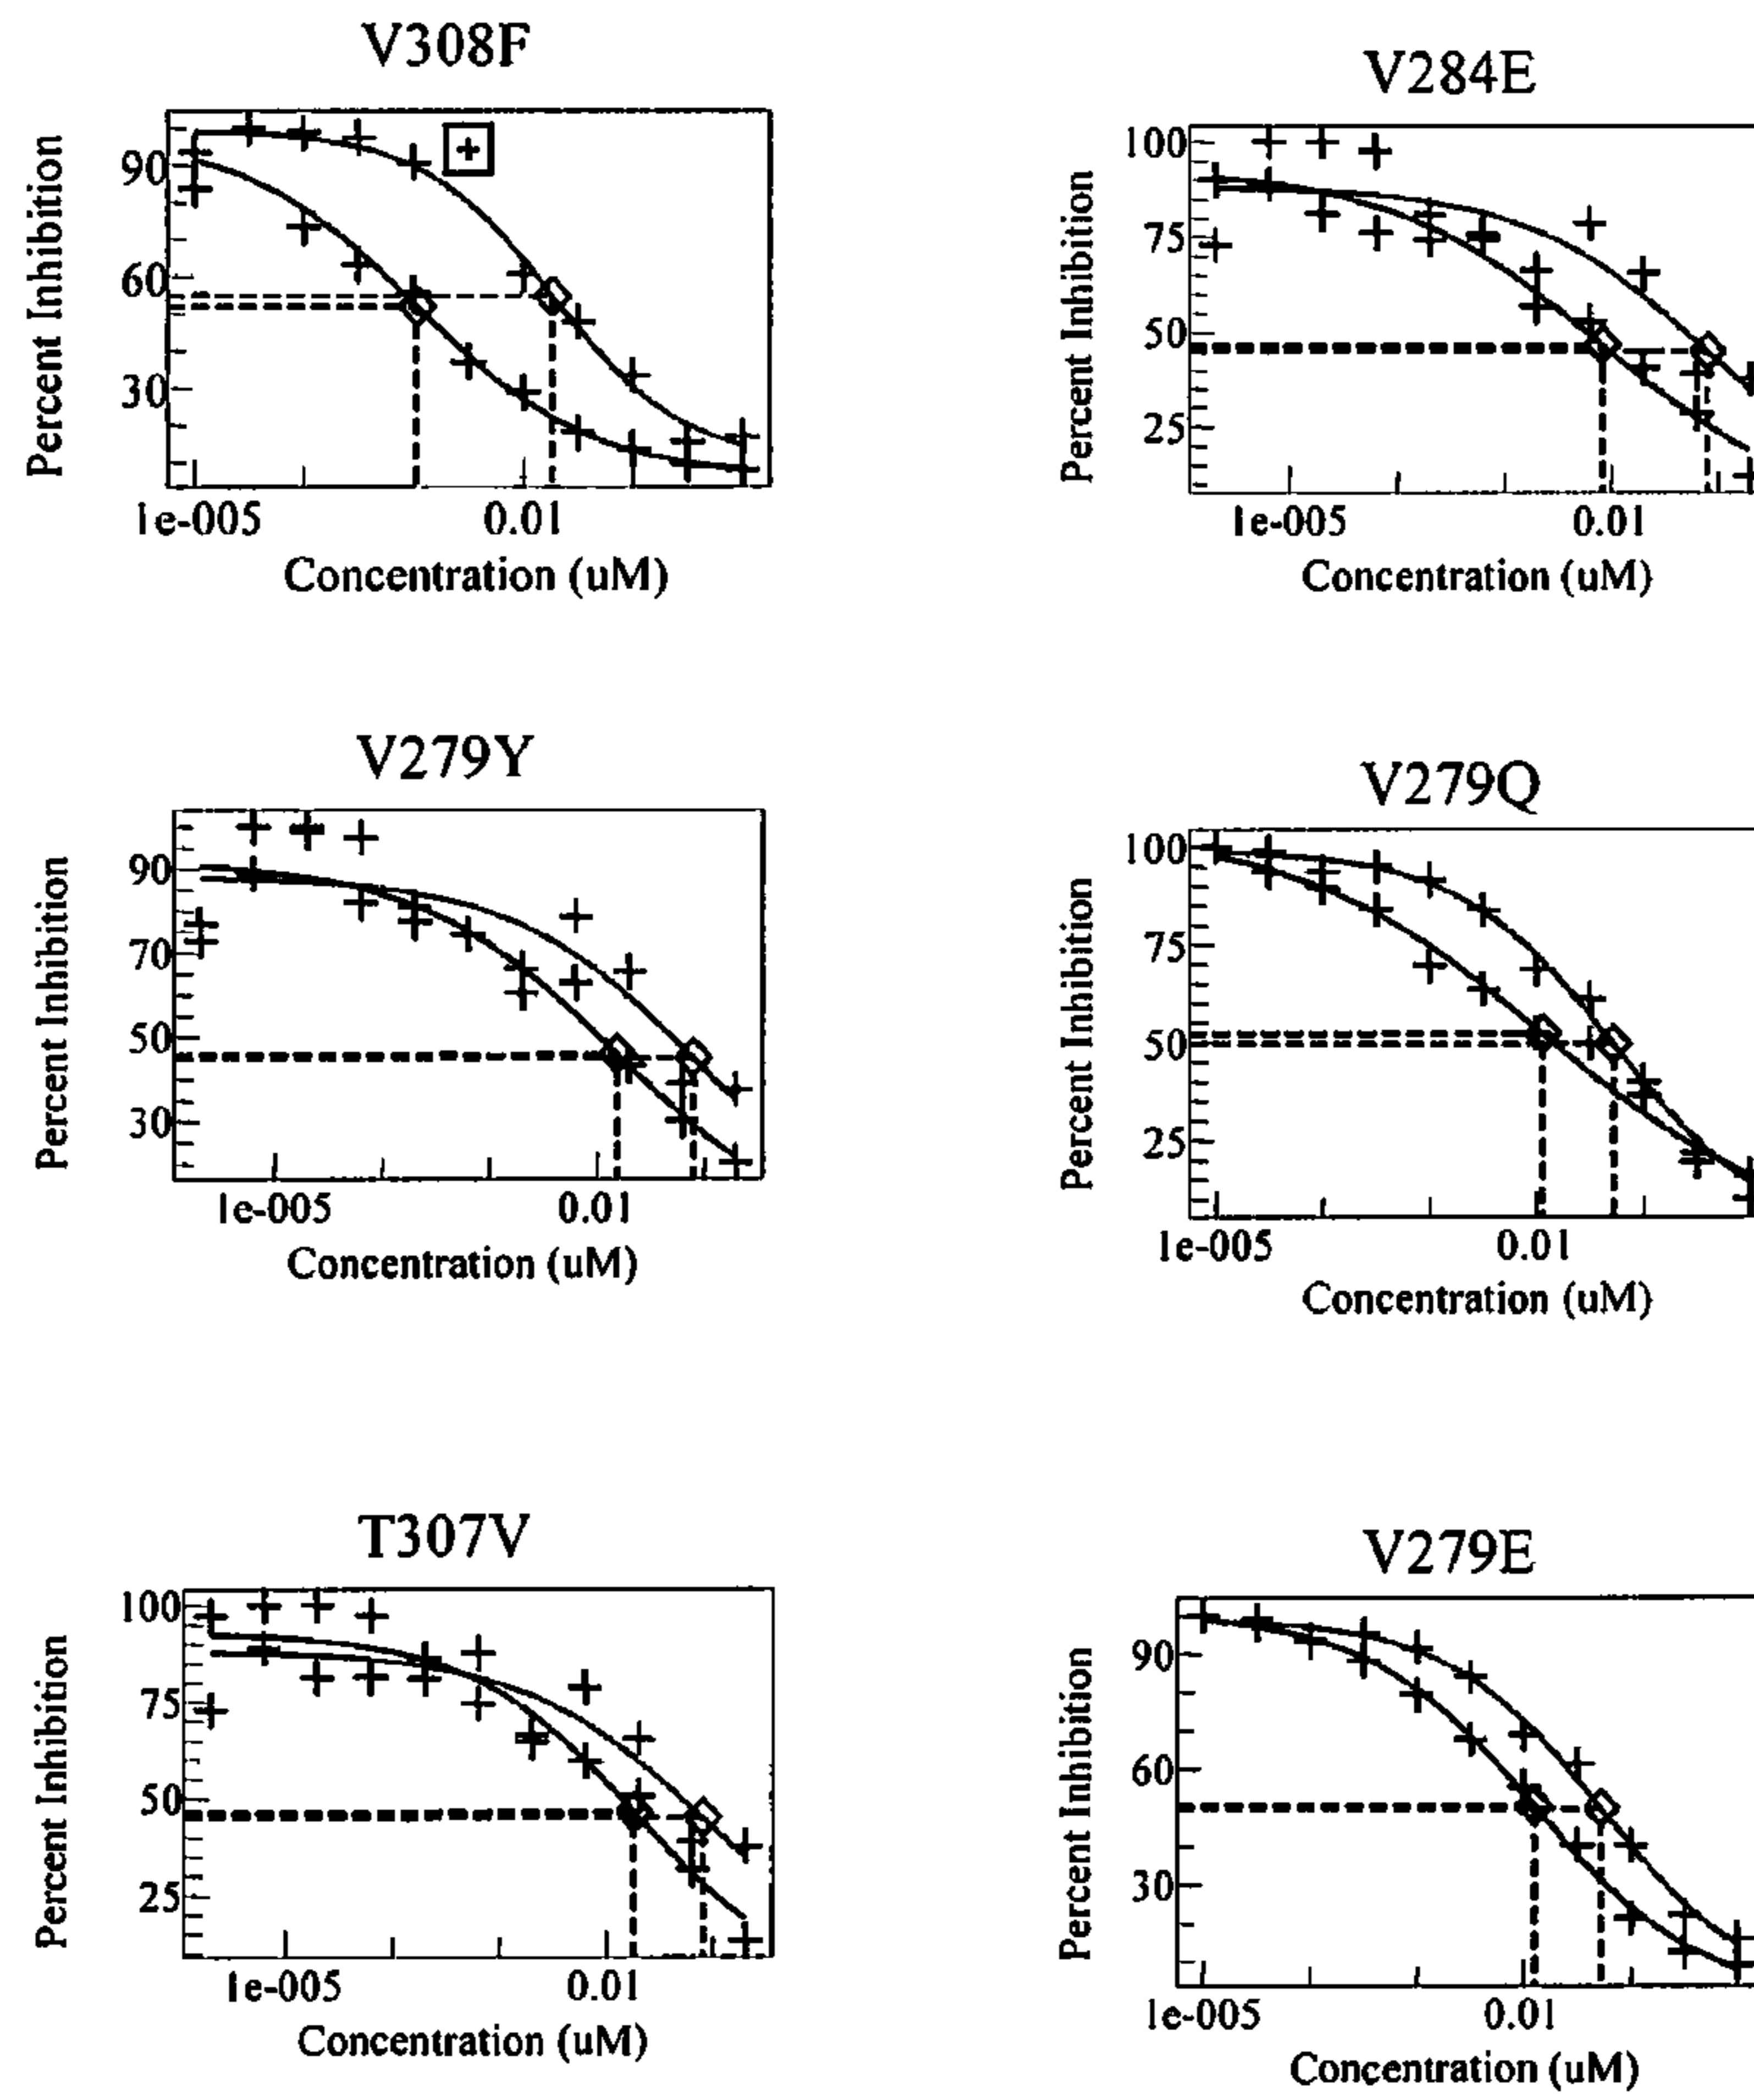 V308F
Percent Inhibition
90
60
30
1e-005 0.01
Concentration (uM)
V284E
Percent Inhibition
100
75
50
25
1e-005 0.01
Concentration (uM)
V279Y
Percent Inhibition
90
70
50
30
1e-005 0.01
Concentration (uM)
V279Q
Percent Inhibition
100
75
50
25
1e-005 0.01
Concentration (uM)
T307V
Percent Inhibition
100
75
50
25
1e-005 0.01
Concentration (uM)
V279E
Percent Inhibition
90
60
30
1e-005 0.01
Concentration (uM)